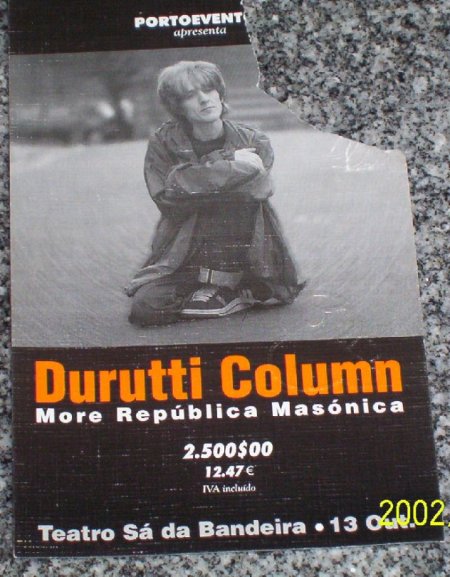 PORTOEVENTO
apresenta
Durutti Column
More República Masónica
2.500$00
12.47 €
IVA incluído
Teatro Sá da Bandeira • 13 Out.
2002